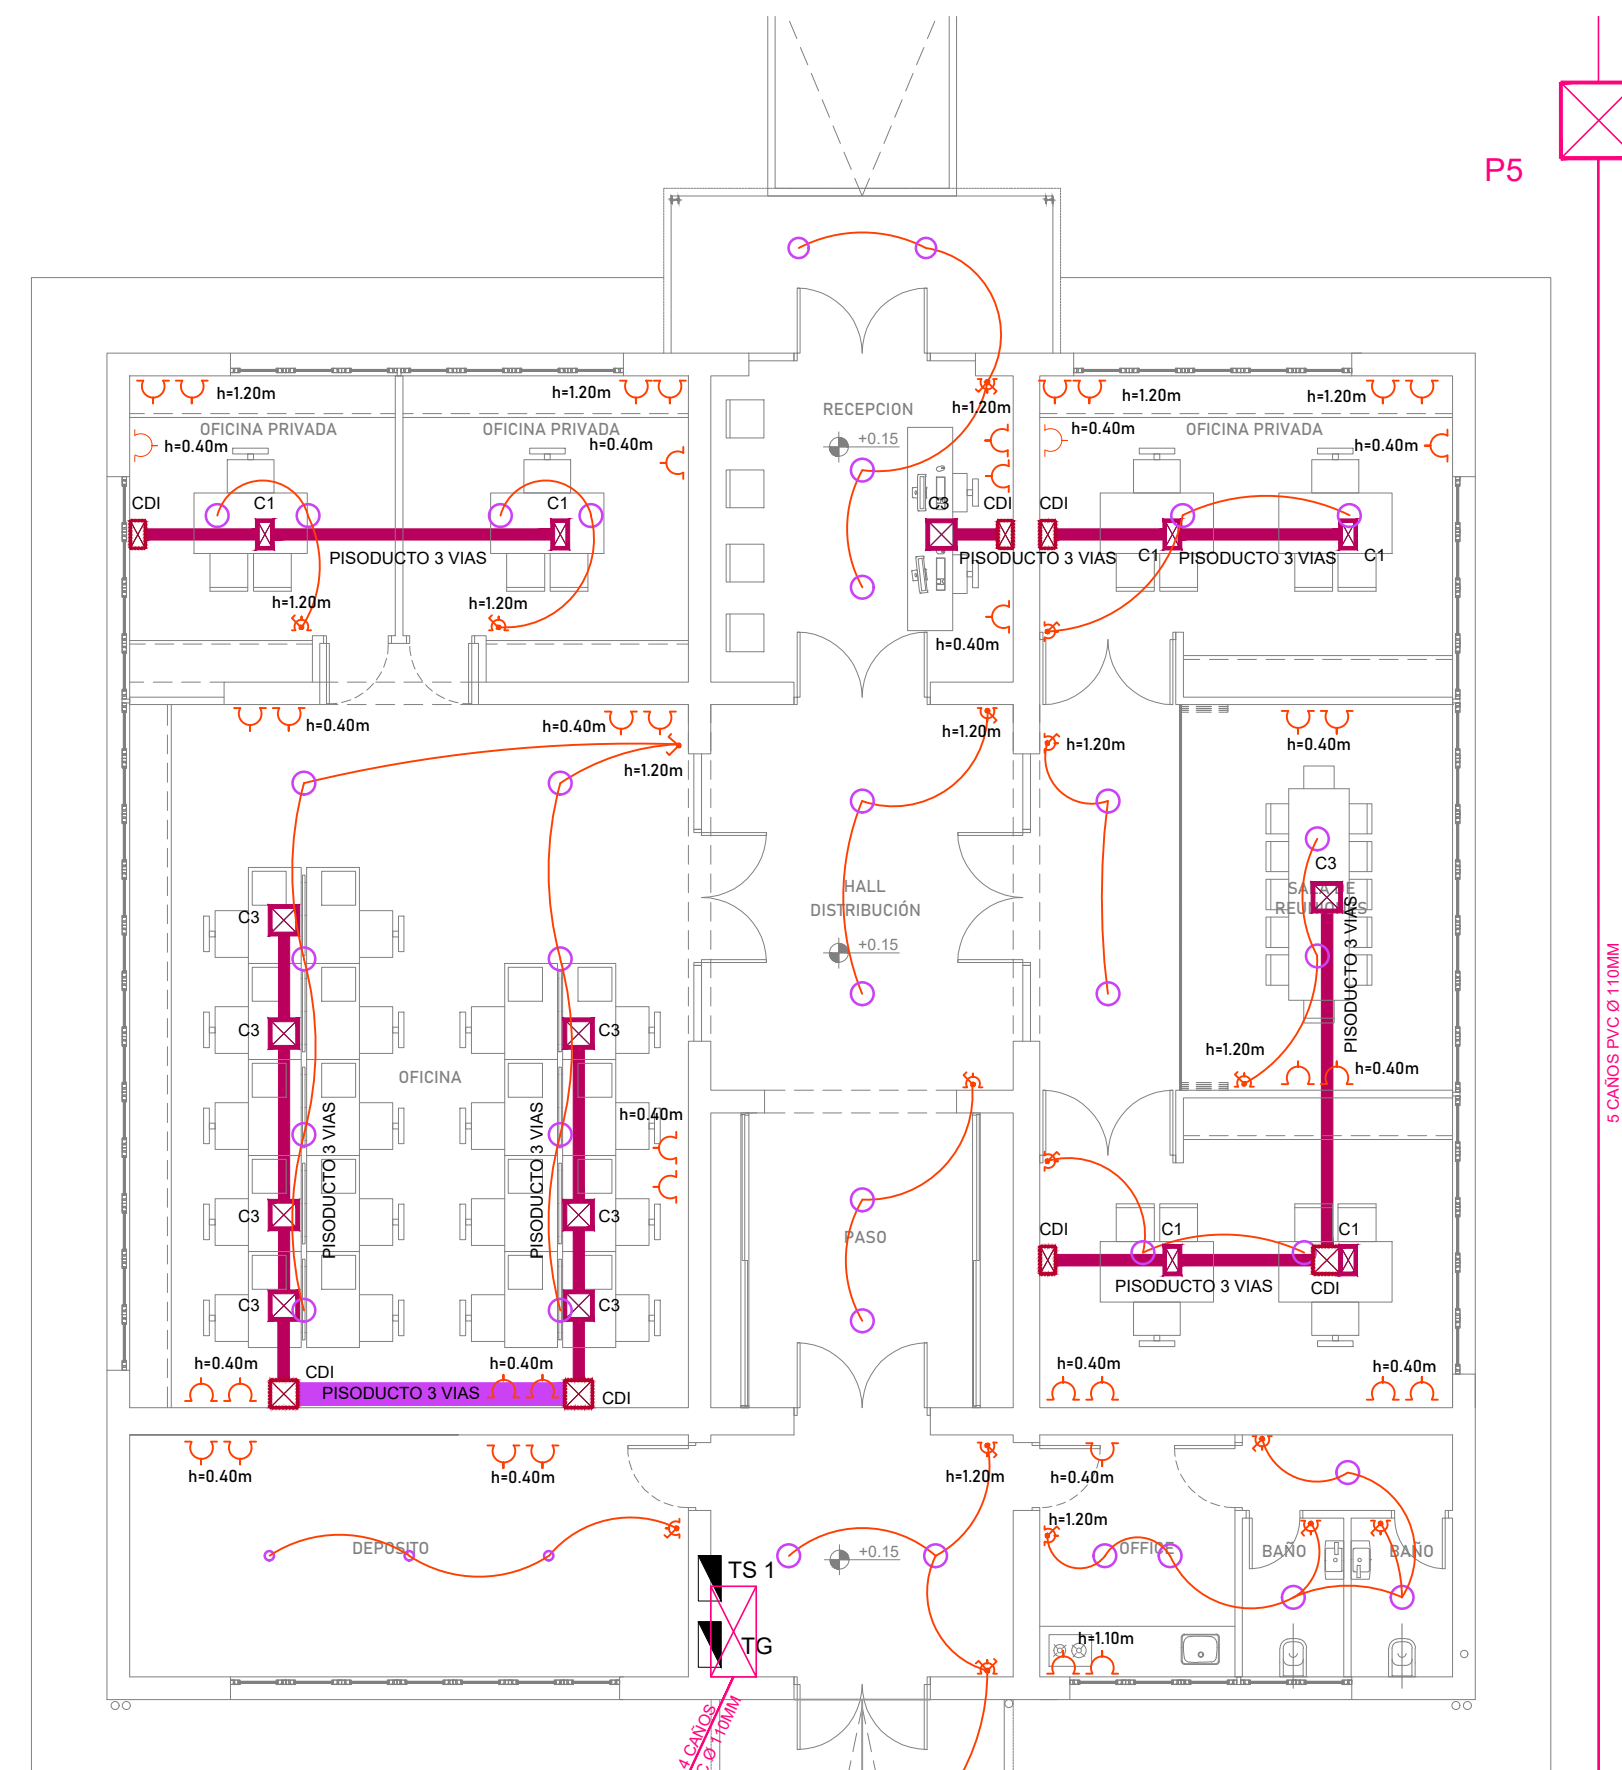 P5
h=1.20m
h=1.20m
OFICINA PRIVADA
OFICINA PRIVADA
h=0.40m
h=0.40m
RECEPCION
+0.15
h=1.20m
h=1.20m
h=1.20m
h=0.40m
OFICINA PRIVADA
h=0.40m
CDI
C1
C1
C3
CDI
CDI
PISODUCTO 3 VIAS
PISODUCTO 3 VIAS
C1
PISODUCTO 3 VIAS
C1
h=1.20m
h=1.20m
h=0.40m
h=0.40m
h=0.40m
h=1.20m
h=1.20m
h=1.20m
h=0.40m
C3
HALL
DISTRIBUCIÓN
+0.15
SALA DE
REUNIONES
PISODUCTO 3 VIAS
C3
C3
C3
OFICINA
h=1.20m
h=0.40m
h=0.40m
PISODUCTO 3 VIAS
PISODUCTO 3 VIAS
5 CAÑOS PVC Ø 110MM
C3
C3
PASO
CDI
C1
C1
PISODUCTO 3 VIAS
CDI
C3
C3
h=0.40m
CDI
h=0.40m
PISODUCTO 3 VIAS
CDI
h=0.40m
h=0.40m
h=0.40m
h=0.40m
h=1.20m
h=0.40m
h=1.20m
DEPOSITO
+0.15
OFFICE
BAÑO
BAÑO
TS 1
TG
h=1.10m
4 CAÑOS
C Ø 110MM